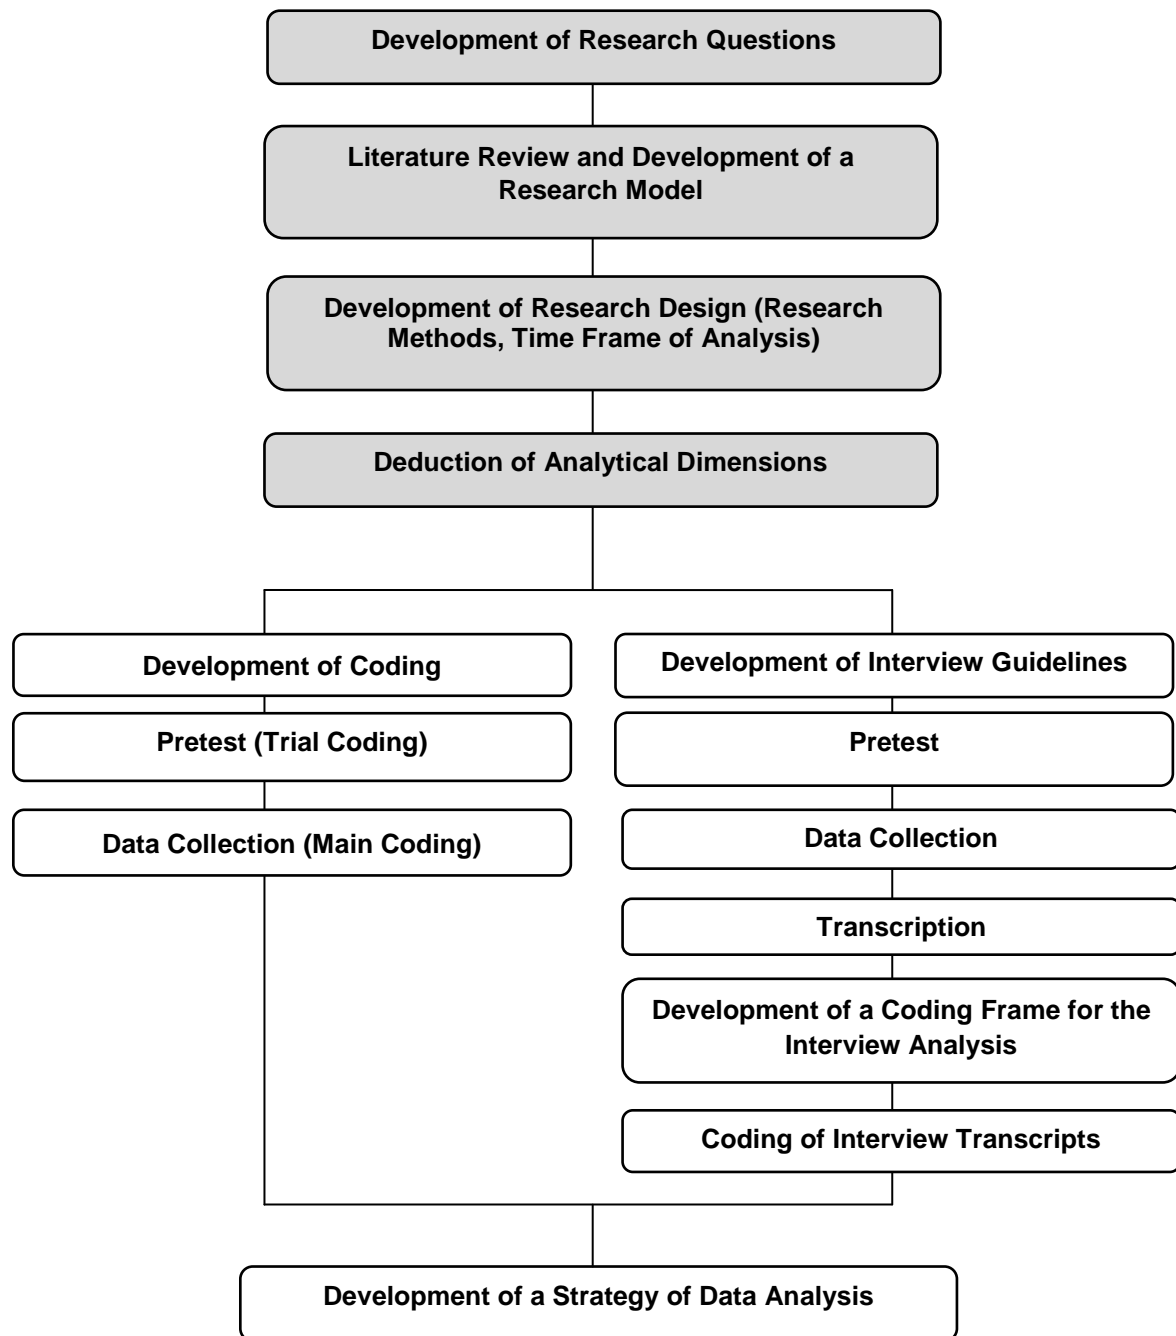 Development of Research Questions
Literature Review and Development of a
Research Model
Development of Research Design (Research
Methods, Time Frame of Analysis)
Deduction of Analytical Dimensions
Development of Coding
Pretest (Trial Coding)
Data Collection (Main Coding)
Development of Interview Guidelines
Pretest
Data Collection
Transcription
Development of a Coding Frame for the
Interview Analysis
Coding of Interview Transcripts
Development of a Strategy of Data Analysis